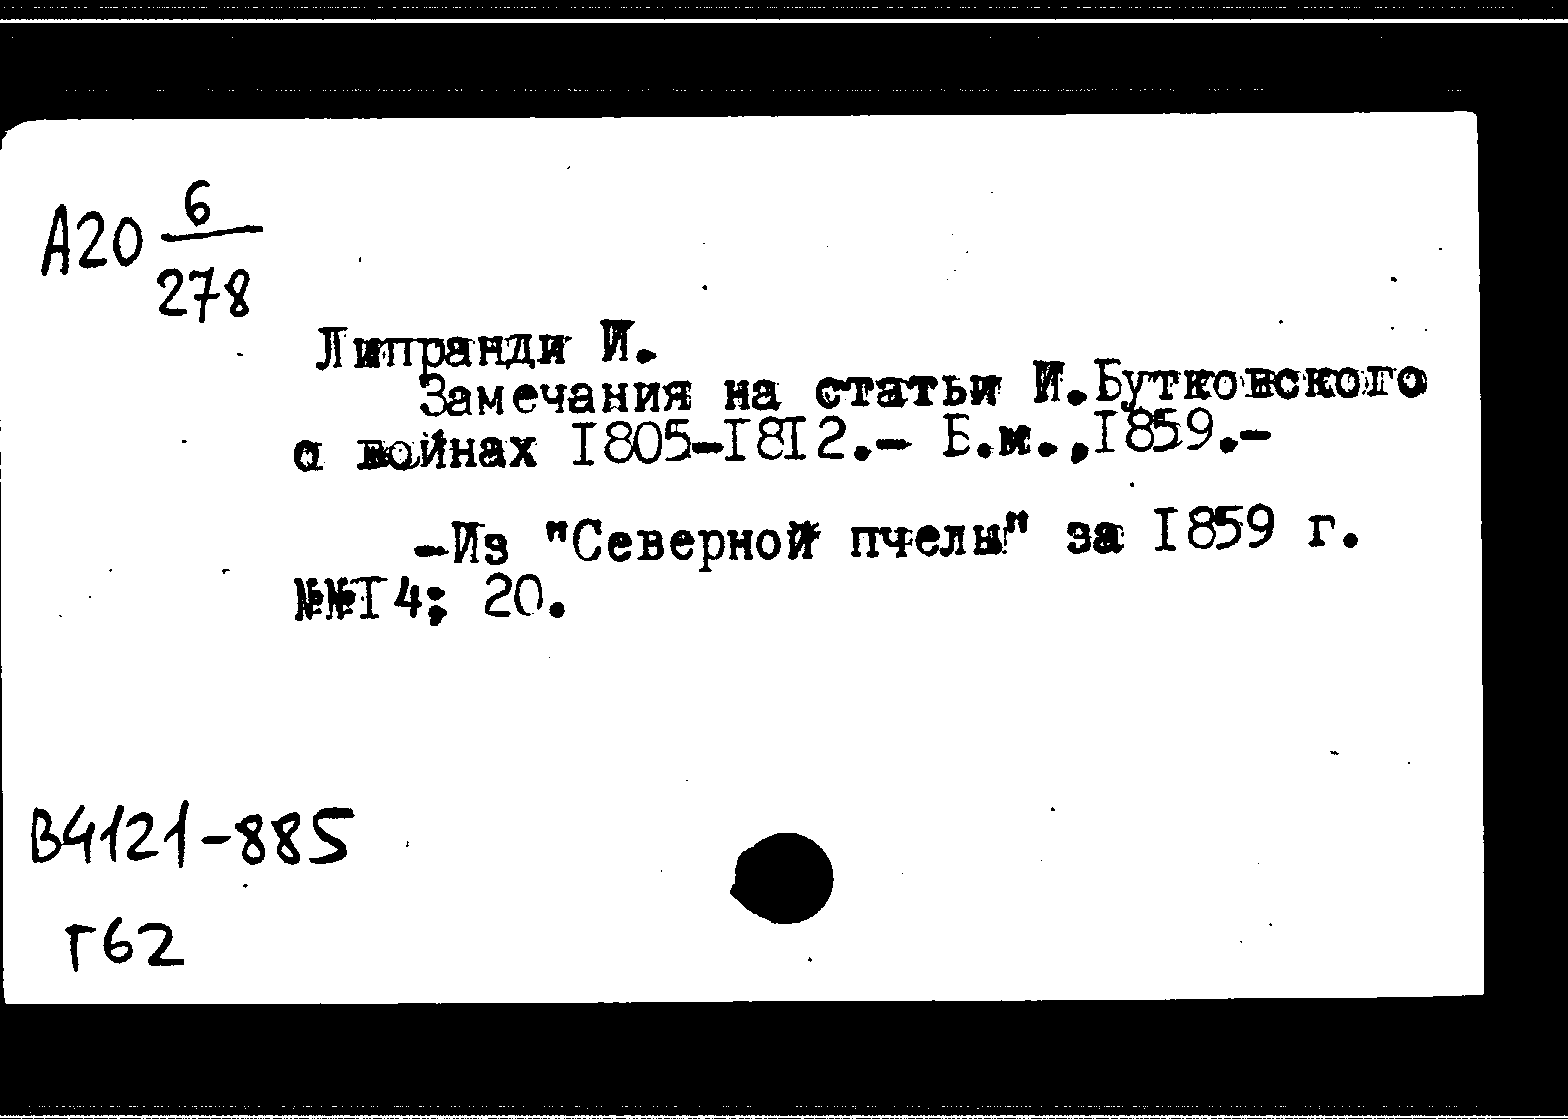 А20 6/278
Липранди И.
Замечания на статьи И.Бутковского
о войнах 1805-1812.- Б.м.,1859.-
-Из "Северной пчелы" за 1859 г.
№№14; 20.
В4121-885
Г62